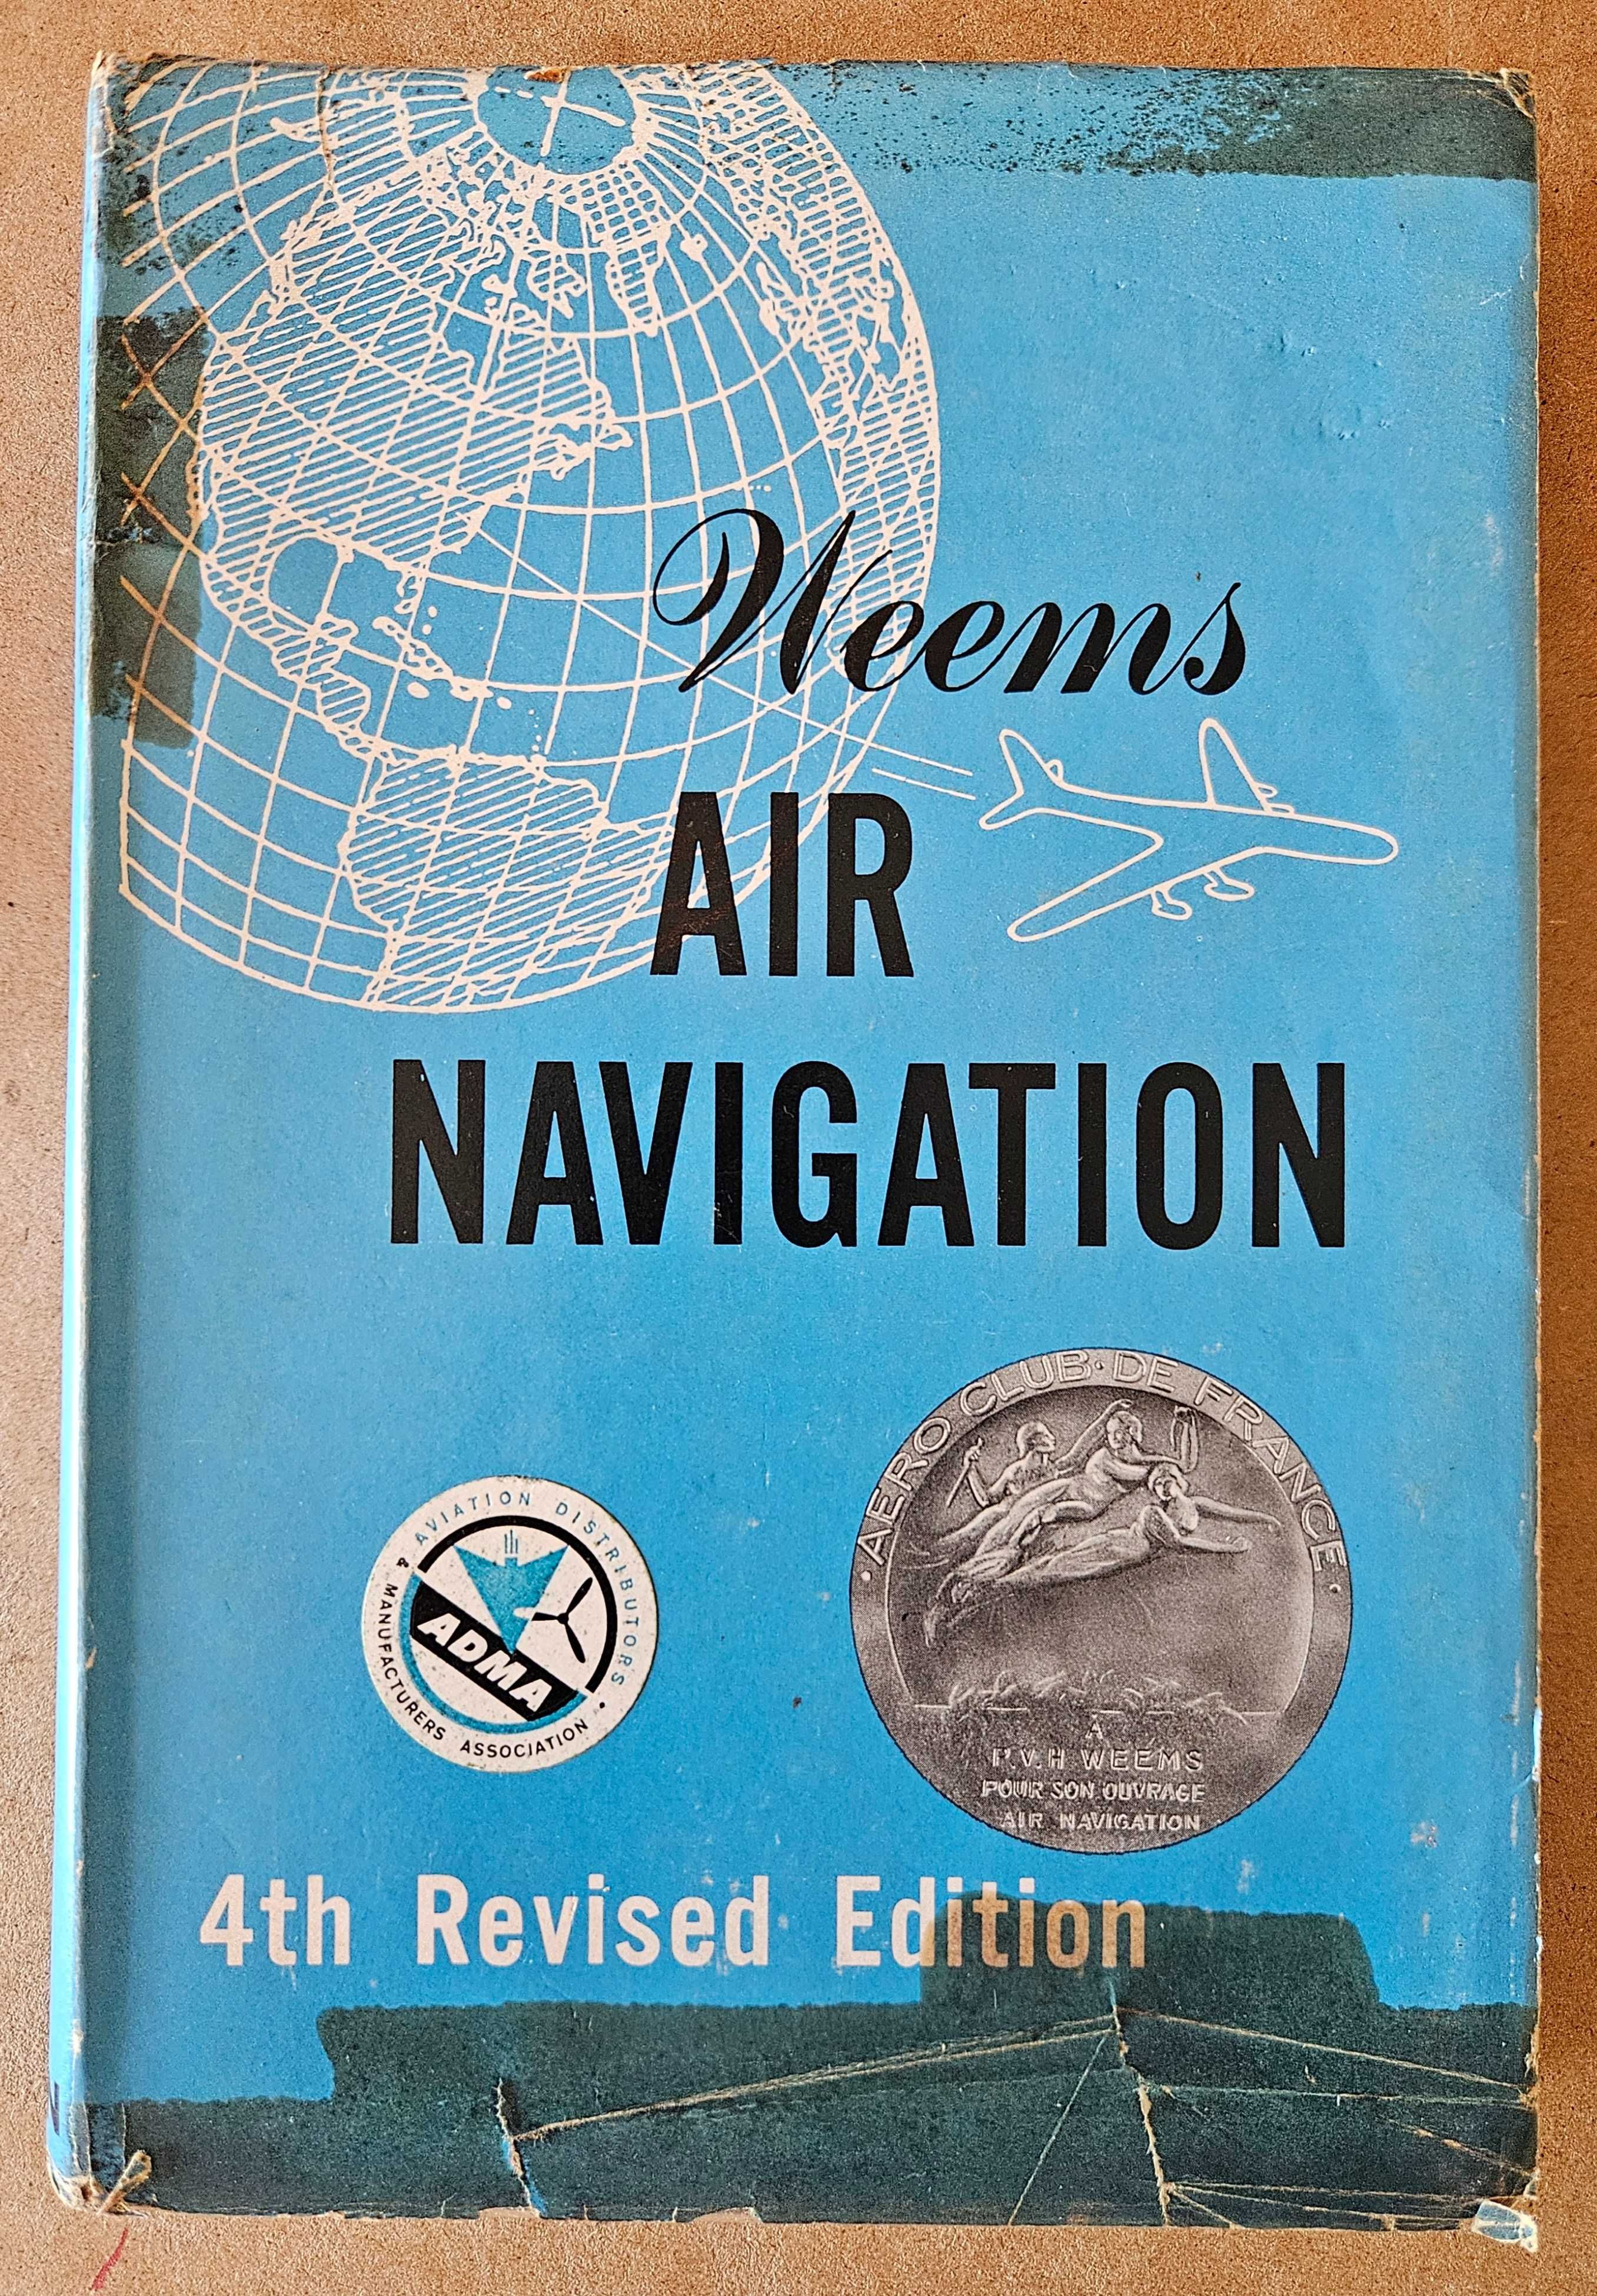 Weems
AIR
NAVIGATION
· AERO CLUB · DE FRANCE ·
A
P.V.H WEEMS
POUR SON OUVRAGE
AIR NAVIGATION
AVIATION DISTRIBUTORS
& MANUFACTURERS ASSOCIATION
ADMA
4th Revised Edition